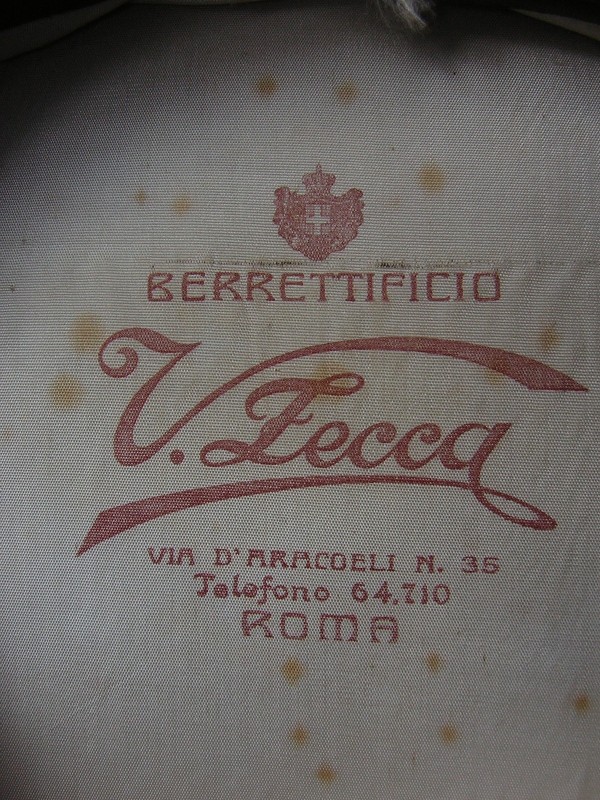 BERRETTIFICIO
V. Zecca
VIA D'ARACOELI N. 35
Telefono 64.710
ROMA